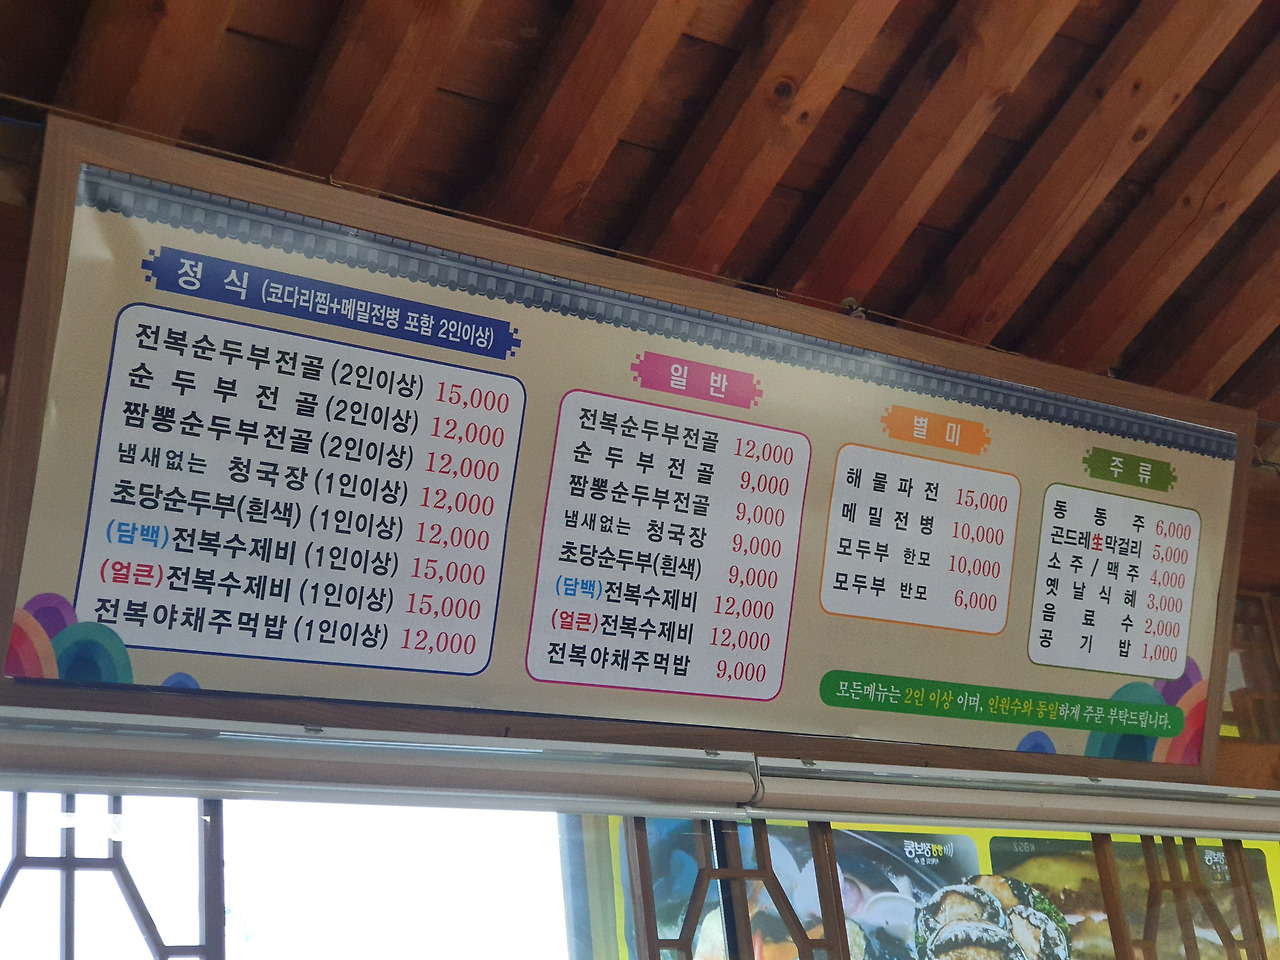 정 식 (코다리찜+메밀전병 포함 2인이상)
전복순두부전골 (2인이상) 15,000
순 두 부 전 골 (2인이상) 12,000
짬뽕순두부전골 (2인이상) 12,000
냄새없는 청국장 (1인이상) 12,000
초당순두부(흰색) (1인이상) 12,000
(담백)전복수제비 (1인이상) 15,000
(얼큰)전복수제비 (1인이상) 15,000
전복야채주먹밥 (1인이상) 12,000
일 반
전복순두부전골 12,000
순 두 부 전 골 9,000
짬뽕순두부전골 9,000
냄새없는 청국장 9,000
초당순두부(흰색) 9,000
(담백)전복수제비 12,000
(얼큰)전복수제비 12,000
전복야채주먹밥 9,000
별 미
해 물 파 전 15,000
메 밀 전 병 10,000
모두부 한모 10,000
모두부 반모 6,000
주 류
동 동 주 6,000
곤드레生막걸리 5,000
소 주 / 맥 주 4,000
옛 날 식 혜 3,000
음 료 수 2,000
공 기 밥 1,000
모든메뉴는 2인 이상 이며, 인원수와 동일하게 주문 부탁드립니다.
KBS2